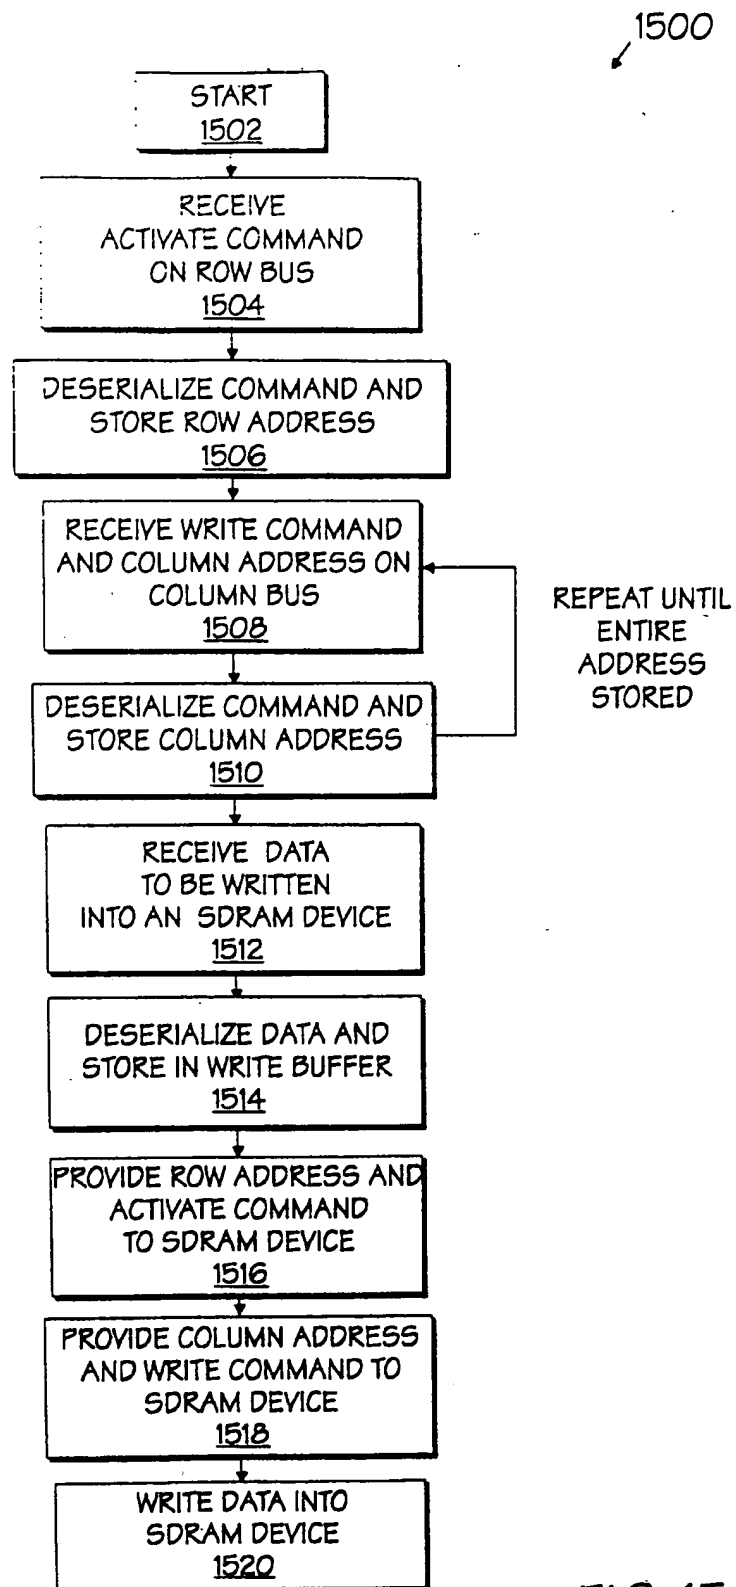 1500
START
1502
RECEIVE
ACTIVATE COMMAND
ON ROW BUS
1504
DESERIALIZE COMMAND AND
STORE ROW ADDRESS
1506
RECEIVE WRITE COMMAND
AND COLUMN ADDRESS ON
COLUMN BUS
1508
REPEAT UNTIL
ENTIRE
ADDRESS
STORED
DESERIALIZE COMMAND AND
STORE COLUMN ADDRESS
1510
RECEIVE DATA
TO BE WRITTEN
INTO AN SDRAM DEVICE
1512
DESERIALIZE DATA AND
STORE IN WRITE BUFFER
1514
PROVIDE ROW ADDRESS AND
ACTIVATE COMMAND
TO SDRAM DEVICE
1516
PROVIDE COLUMN ADDRESS
AND WRITE COMMAND TO
SDRAM DEVICE
1518
WRITE DATA INTO
SDRAM DEVICE
1520